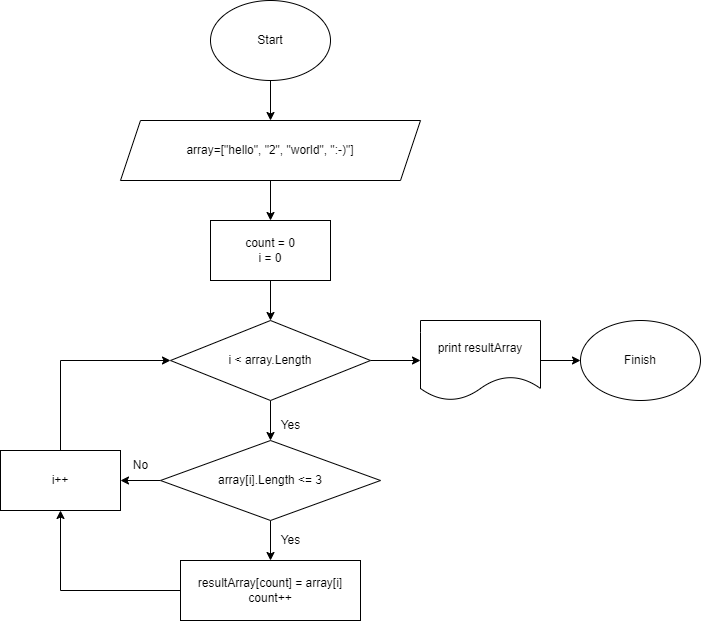 Start
array=["hello", "2", "world", ":-)"]
count = 0
i = 0
i < array.Length
print resultArray
Finish
Yes
No
i++
array[i].Length <= 3
Yes
resultArray[count] = array[i]
count++